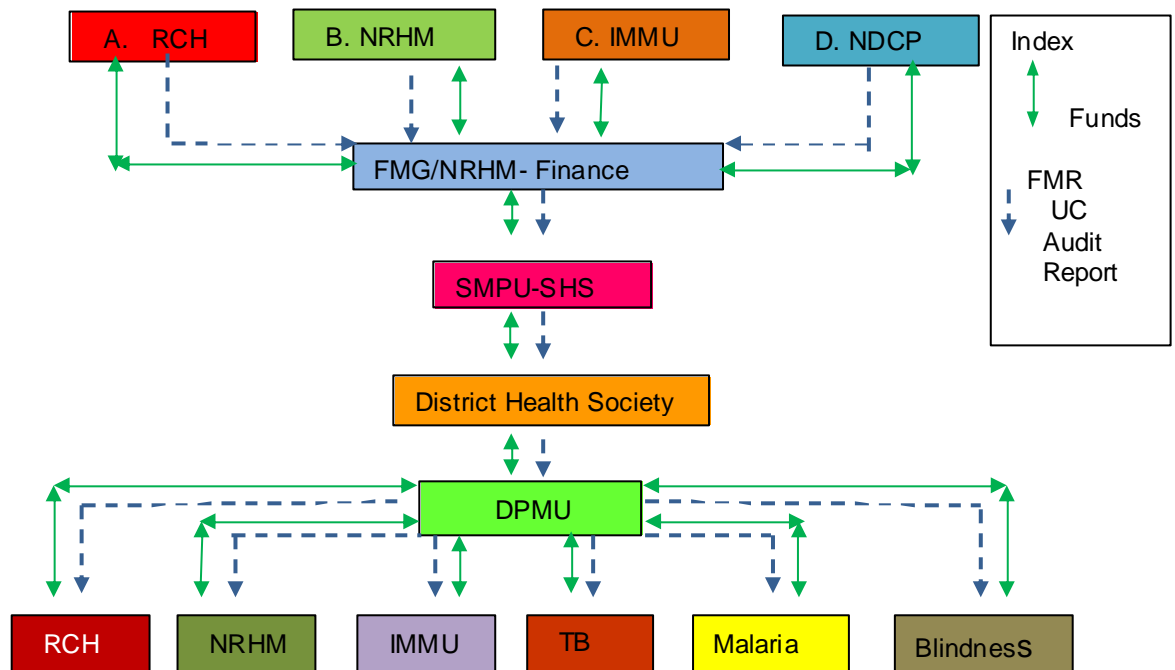 A. RCH
B. NRHM
C. IMMU
D. NDCP
Index
Funds
FMR
UC
Audit
Report
FMG/NRHM- Finance
SMPU-SHS
District Health Society
DPMU
RCH
NRHM
IMMU
TB
Malaria
Blindness